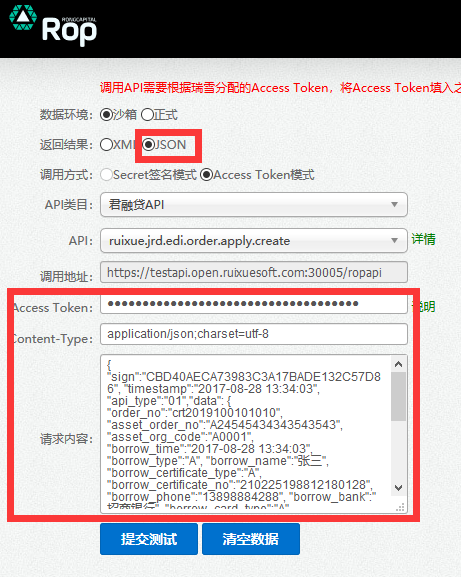 RONGCAPITAL
Rop
调用API需要根据瑞雪分配的Access Token，将Access Token填入之
数据环境： 沙箱 正式
返回结果： XML JSON
调用方式： Secret签名模式 Access Token模式
API类目： 君融贷API
API： ruixue.jrd.edi.order.apply.create 详情
调用地址： https://testapi.open.ruixuesoft.com:30005/ropapi
Access Token: ●●●●●●●●●●●●●●●●●●●●●●●●●●●●●●●●●●●● 说明
Content-Type: application/json;charset=utf-8
请求内容：
{
"sign":"CBD40AECA73983C3A17BADE132C57D8
6", "timestamp":"2017-08-28 13:34:03",
"api_type":"01","data": {
"order_no":"crt2019100101010",
"asset_order_no":"A24545434343543543",
"asset_org_code":"A0001",
"borrow_time":"2017-08-28 13:34:03",
"borrow_type":"A", "borrow_name":"张三",
"borrow_certificate_type":"A",
"borrow_certificate_no":"210225198812180128",
"borrow_phone":"13898884288", "borrow_bank":"
招商银行", "borrow_card_type":"A",
提交测试 清空数据